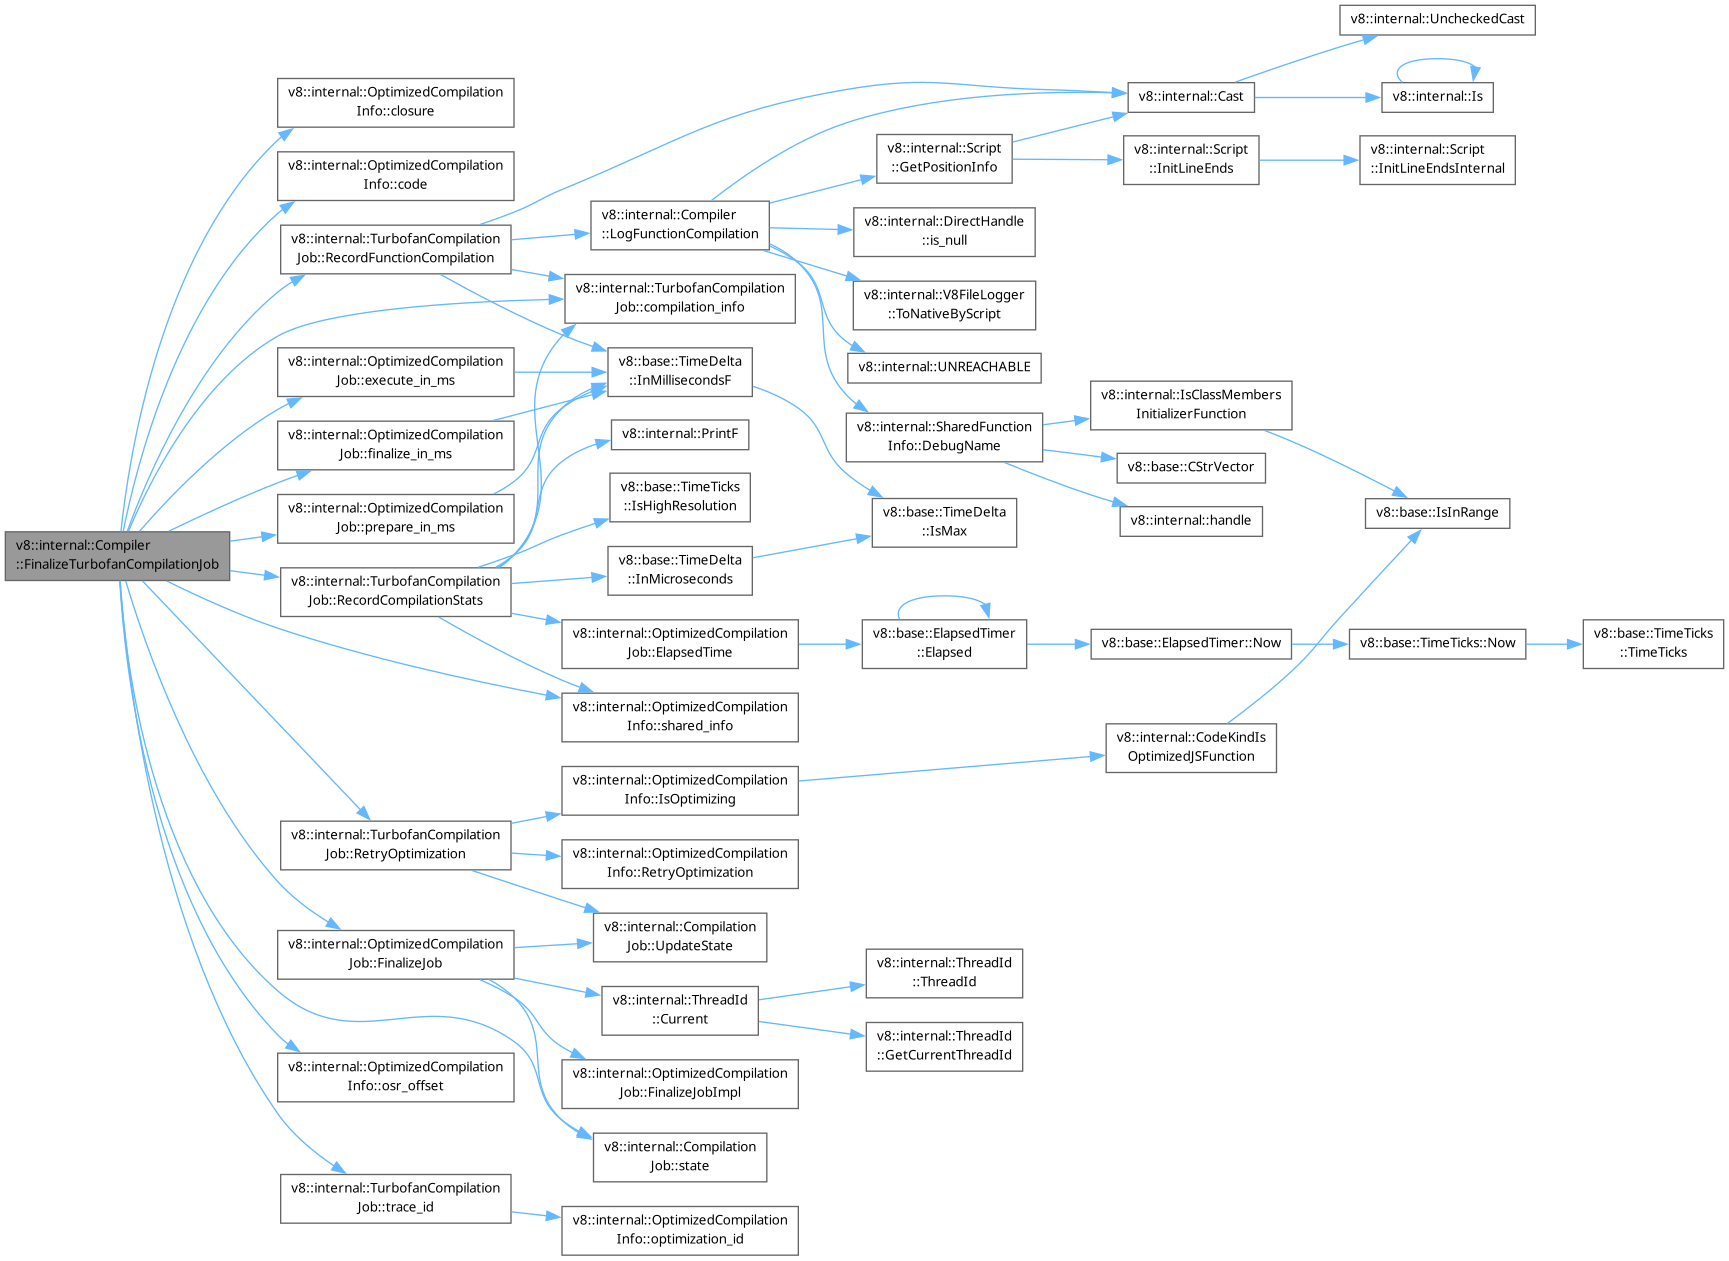 v8::internal::Compiler
::FinalizeTurbofanCompilationJob
v8::internal::OptimizedCompilation
Info::closure
v8::internal::OptimizedCompilation
Info::code
v8::internal::TurbofanCompilation
Job::RecordFunctionCompilation
v8::internal::OptimizedCompilation
Job::execute_in_ms
v8::internal::OptimizedCompilation
Job::finalize_in_ms
v8::internal::OptimizedCompilation
Job::prepare_in_ms
v8::internal::TurbofanCompilation
Job::RecordCompilationStats
v8::internal::TurbofanCompilation
Job::RetryOptimization
v8::internal::OptimizedCompilation
Job::FinalizeJob
v8::internal::OptimizedCompilation
Info::osr_offset
v8::internal::TurbofanCompilation
Job::trace_id
v8::internal::Compiler
::LogFunctionCompilation
v8::internal::TurbofanCompilation
Job::compilation_info
v8::base::TimeDelta
::InMillisecondsF
v8::internal::PrintF
v8::base::TimeTicks
::IsHighResolution
v8::base::TimeDelta
::InMicroseconds
v8::internal::OptimizedCompilation
Job::ElapsedTime
v8::internal::OptimizedCompilation
Info::shared_info
v8::internal::OptimizedCompilation
Info::IsOptimizing
v8::internal::OptimizedCompilation
Info::RetryOptimization
v8::internal::Compilation
Job::UpdateState
v8::internal::ThreadId
::Current
v8::internal::OptimizedCompilation
Job::FinalizeJobImpl
v8::internal::Compilation
Job::state
v8::internal::OptimizedCompilation
Info::optimization_id
v8::internal::Script
::GetPositionInfo
v8::internal::DirectHandle
::is_null
v8::internal::V8FileLogger
::ToNativeByScript
v8::internal::UNREACHABLE
v8::internal::SharedFunction
Info::DebugName
v8::base::TimeDelta
::IsMax
v8::base::ElapsedTimer
::Elapsed
v8::internal::ThreadId
::ThreadId
v8::internal::ThreadId
::GetCurrentThreadId
v8::internal::Cast
v8::internal::Script
::InitLineEnds
v8::internal::IsClassMembers
InitializerFunction
v8::base::CStrVector
v8::internal::handle
v8::base::ElapsedTimer::Now
v8::internal::CodeKindIs
OptimizedJSFunction
v8::internal::UncheckedCast
v8::internal::Is
v8::internal::Script
::InitLineEndsInternal
v8::base::IsInRange
v8::base::TimeTicks::Now
v8::base::TimeTicks
::TimeTicks